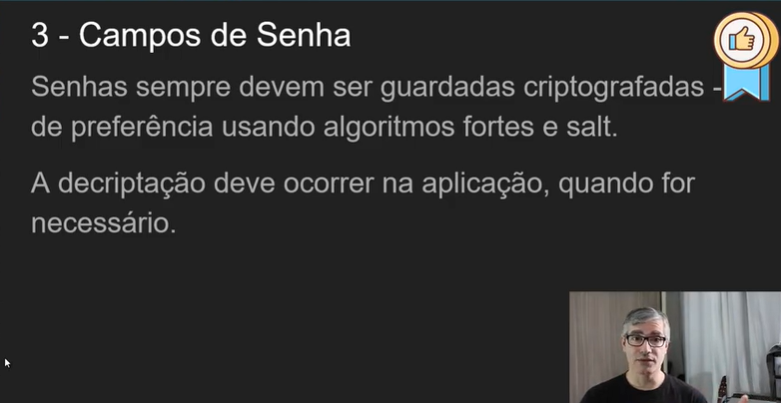 3 - Campos de Senha
Senhas sempre devem ser guardadas criptografadas -
de preferência usando algoritmos fortes e salt.
A decriptação deve ocorrer na aplicação, quando for
necessário.